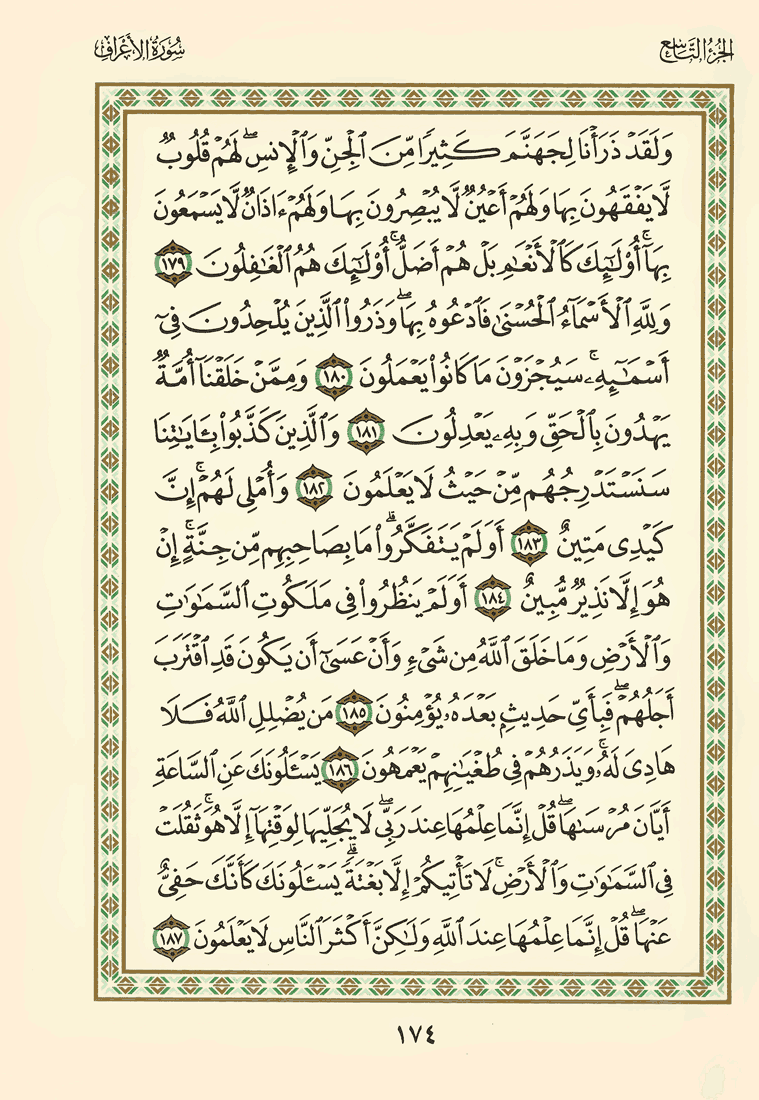 الجزء التاسع
سورة الأعراف
وَلَقَدْ ذَرَأْنَا لِجَهَنَّمَ كَثِيرًا مِّنَ ٱلْجِنِّ وَٱلْإِنسِ ۖ لَهُمْ قُلُوبٌ
لَّا يَفْقَهُونَ بِهَا وَلَهُمْ أَعْيُنٌ لَّا يُبْصِرُونَ بِهَا وَلَهُمْ ءَاذَانٌ لَّا يَسْمَعُونَ
بِهَآ ۚ أُو۟لَٰٓئِكَ كَٱلْأَنْعَٰمِ بَلْ هُمْ أَضَلُّ ۚ أُو۟لَٰٓئِكَ هُمُ ٱلْغَٰفِلُونَ ١٧٩
وَلِلَّهِ ٱلْأَسْمَآءُ ٱلْحُسْنَىٰ فَٱدْعُوهُ بِهَا ۖ وَذَرُوا۟ ٱلَّذِينَ يُلْحِدُونَ فِىٓ
أَسْمَٰٓئِهِۦ ۚ سَيُجْزَوْنَ مَا كَانُوا۟ يَعْمَلُونَ ١٨٠ وَمِمَّنْ خَلَقْنَآ أُمَّةٌ
يَهْدُونَ بِٱلْحَقِّ وَبِهِۦ يَعْدِلُونَ ١٨١ وَٱلَّذِينَ كَذَّبُوا۟ بِـَٔايَٰتِنَا
سَنَسْتَدْرِجُهُم مِّنْ حَيْثُ لَا يَعْلَمُونَ ١٨٢ وَأُمْلِى لَهُمْ ۚ إِنَّ
كَيْدِى مَتِينٌ ١٨٣ أَوَلَمْ يَتَفَكَّرُوا۟ ۗ مَا بِصَاحِبِهِم مِّن جِنَّةٍ ۚ إِنْ
هُوَ إِلَّا نَذِيرٌ مُّبِينٌ ١٨٤ أَوَلَمْ يَنظُرُوا۟ فِى مَلَكُوتِ ٱلسَّمَٰوَٰتِ
وَٱلْأَرْضِ وَمَا خَلَقَ ٱللَّهُ مِن شَىْءٍ وَأَنْ عَسَىٰٓ أَن يَكُونَ قَدِ ٱقْتَرَبَ
أَجَلُهُمْ ۖ فَبِأَىِّ حَدِيثٍۭ بَعْدَهُۥ يُؤْمِنُونَ ١٨٥ مَن يُضْلِلِ ٱللَّهُ فَلَا
هَادِىَ لَهُۥ ۚ وَيَذَرُهُمْ فِى طُغْيَٰنِهِمْ يَعْمَهُونَ ١٨٦ يَسْـَٔلُونَكَ عَنِ ٱلسَّاعَةِ
أَيَّانَ مُرْسَىٰهَا ۖ قُلْ إِنَّمَا عِلْمُهَا عِندَ رَبِّى ۖ لَا يُجَلِّيهَا لِوَقْتِهَآ إِلَّا هُوَ ۚ ثَقُلَتْ
فِى ٱلسَّمَٰوَٰتِ وَٱلْأَرْضِ ۚ لَا تَأْتِيكُمْ إِلَّا بَغْتَةً ۗ يَسْـَٔلُونَكَ كَأَنَّكَ حَفِىٌّ
عَنْهَا ۖ قُلْ إِنَّمَا عِلْمُهَا عِندَ ٱللَّهِ وَلَٰكِنَّ أَكْثَرَ ٱلنَّاسِ لَا يَعْلَمُونَ ١٨٧
١٧٤